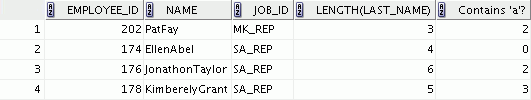 EMPLOYEE_ID NAME JOB_ID LENGTH(LAST_NAME) Contains 'a'?
1 202 PatFay MK_REP 3 2
2 174 EllenAbel SA_REP 4 0
3 176 JonathonTaylor SA_REP 6 2
4 178 KimberelyGrant SA_REP 5 3